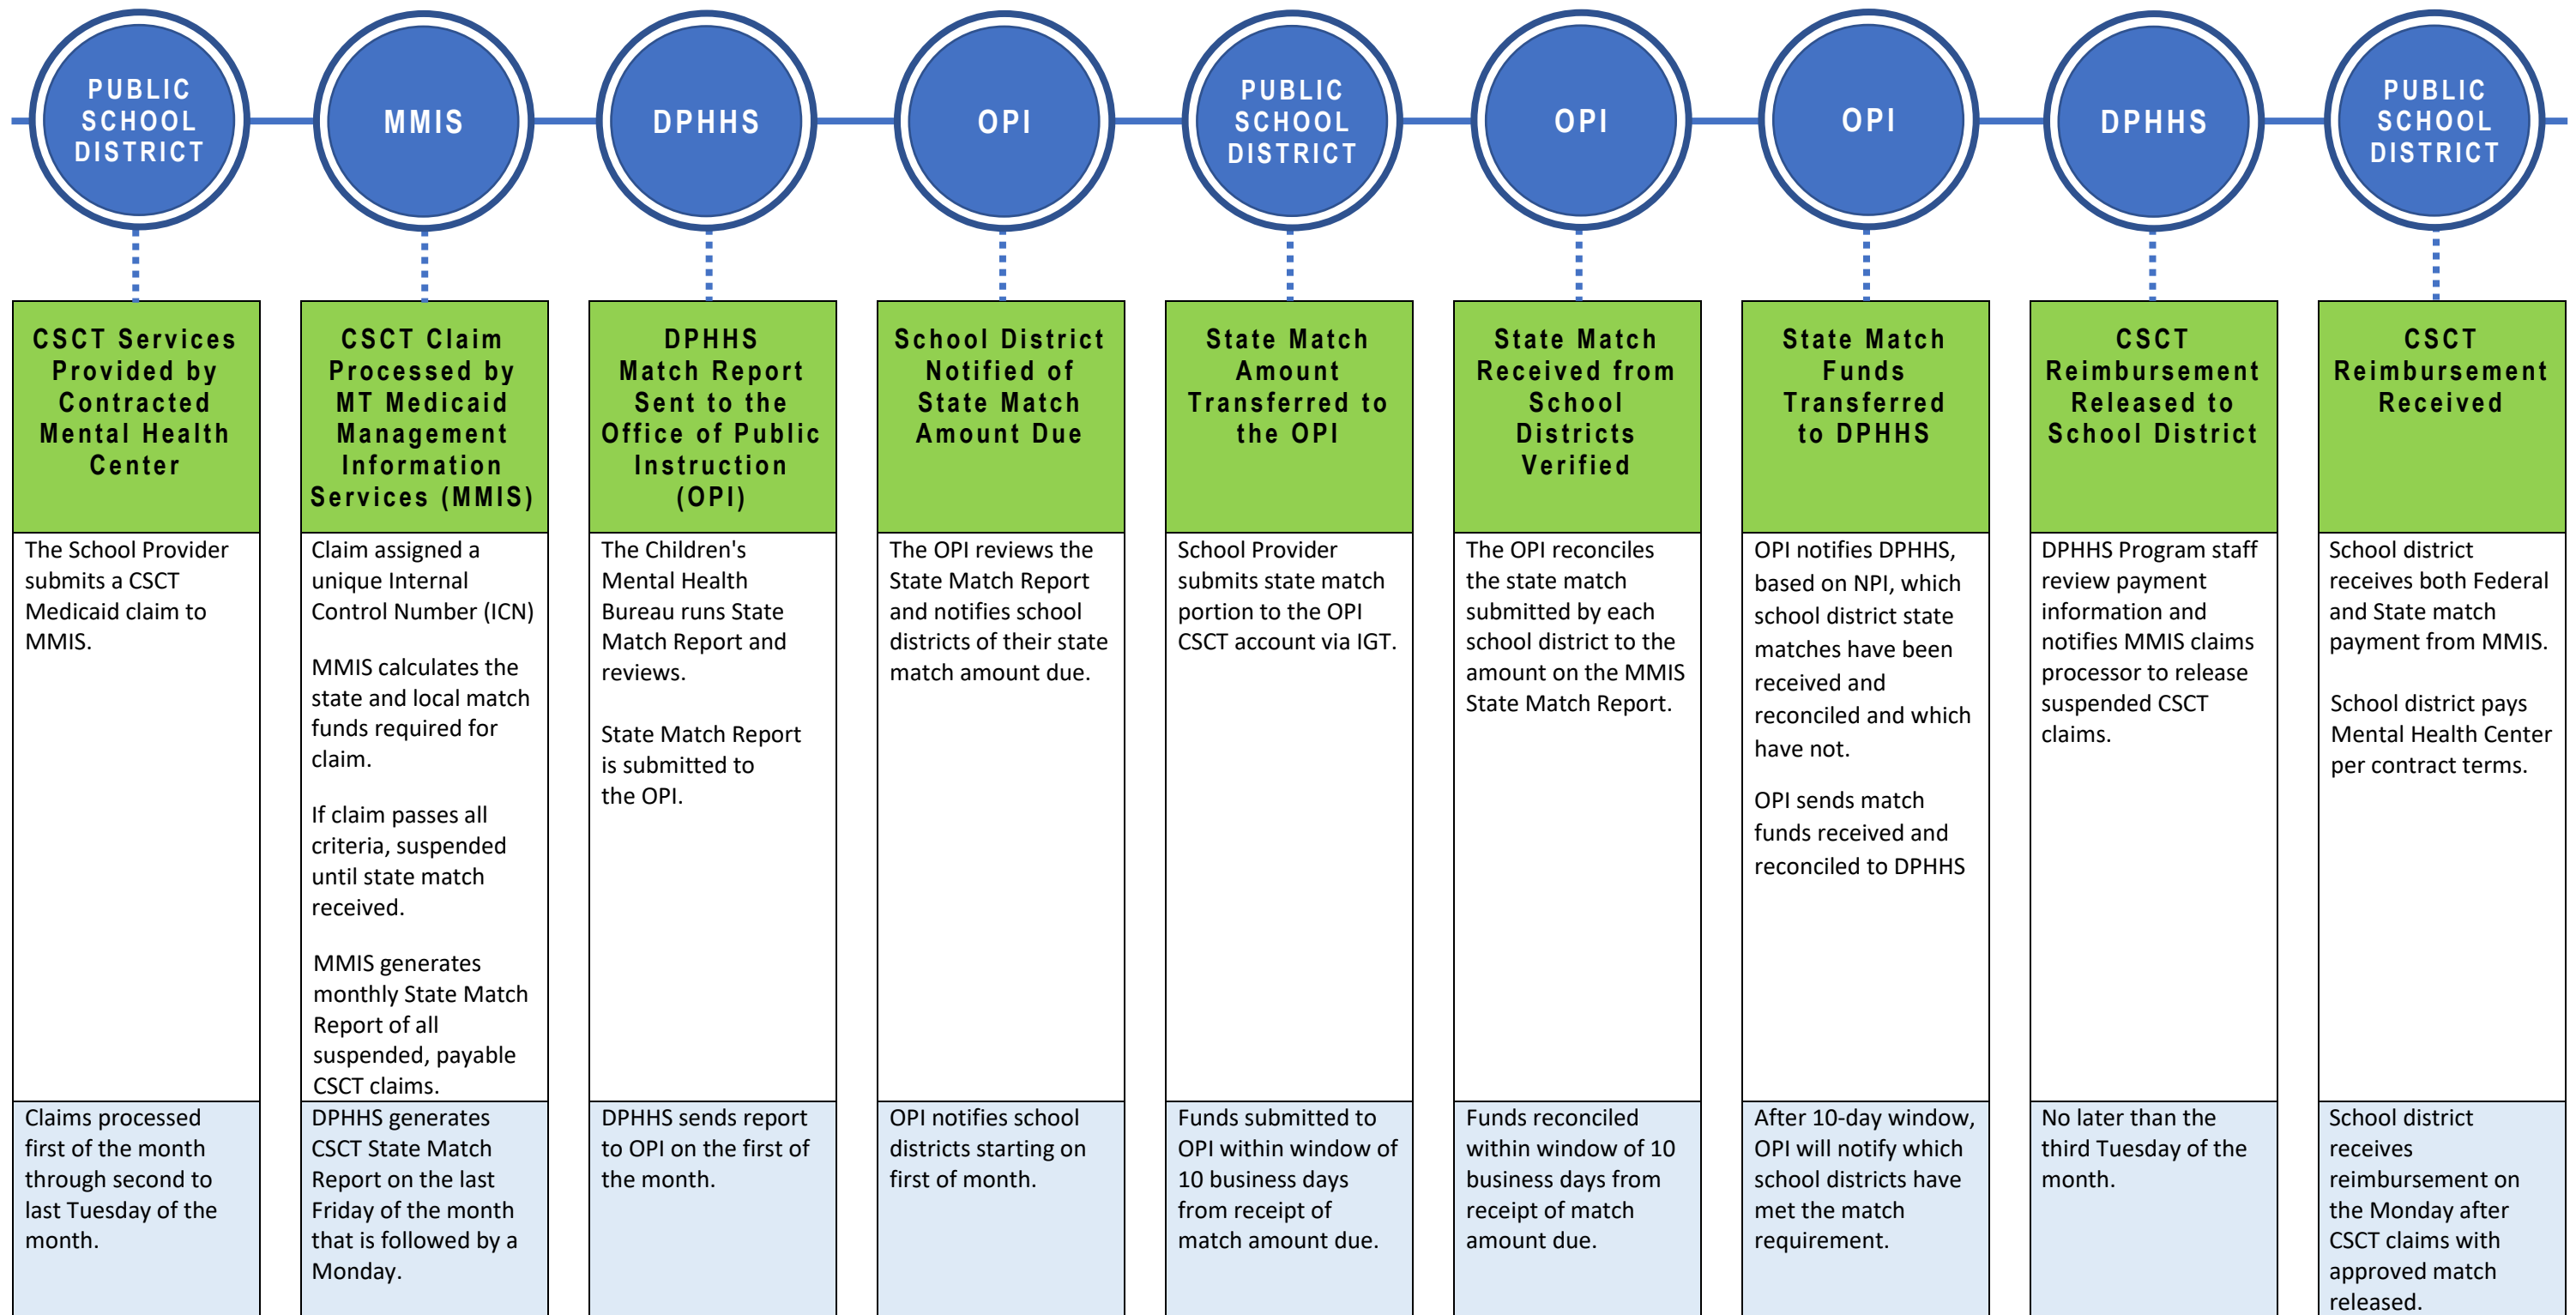 PUBLIC
SCHOOL
DISTRICT
MMIS
DPHHS
OPI
PUBLIC
SCHOOL
DISTRICT
OPI
OPI
DPHHS
PUBLIC
SCHOOL
DISTRICT
CSCT Services
Provided by
Contracted
Mental Health
Center
CSCT Claim
Processed by
MT Medicaid
Management
Information
Services (MMIS)
DPHHS
Match Report
Sent to the
Office of Public
Instruction
(OPI)
School District
Notified of
State Match
Amount Due
State Match
Amount
Transferred to
the OPI
State Match
Received from
School
Districts
Verified
State Match
Funds
Transferred
to DPHHS
CSCT
Reimbursement
Released to
School District
CSCT
Reimbursement
Received
The School Provider
submits a CSCT
Medicaid claim to
MMIS.
Claim assigned a
unique Internal
Control Number (ICN)
MMIS calculates the
state and local match
funds required for
claim.
If claim passes all
criteria, suspended
until state match
received.
MMIS generates
monthly State Match
Report of all
suspended, payable
CSCT claims.
The Children's
Mental Health
Bureau runs State
Match Report and
reviews.
State Match Report
is submitted to
the OPI.
The OPI reviews the
State Match Report
and notifies school
districts of their state
match amount due.
School Provider
submits state match
portion to the OPI
CSCT account via IGT.
The OPI reconciles
the state match
submitted by each
school district to the
amount on the MMIS
State Match Report.
OPI notifies DPHHS,
based on NPI, which
school district state
matches have been
received and
reconciled and which
have not.
OPI sends match
funds received and
reconciled to DPHHS
DPHHS Program staff
review payment
information and
notifies MMIS claims
processor to release
suspended CSCT
claims.
School district
receives both Federal
and State match
payment from MMIS.
School district pays
Mental Health Center
per contract terms.
Claims processed
first of the month
through second to
last Tuesday of the
month.
DPHHS generates
CSCT State Match
Report on the last
Friday of the month
that is followed by a
Monday.
DPHHS sends report
to OPI on the first of
the month.
OPI notifies school
districts starting on
first of month.
Funds submitted to
OPI within window of
10 business days
from receipt of
match amount due.
Funds reconciled
within window of 10
business days from
receipt of match
amount due.
After 10-day window,
OPI will notify which
school districts have
met the match
requirement.
No later than the
third Tuesday of the
month.
School district
receives
reimbursement on
the Monday after
CSCT claims with
approved match
released.